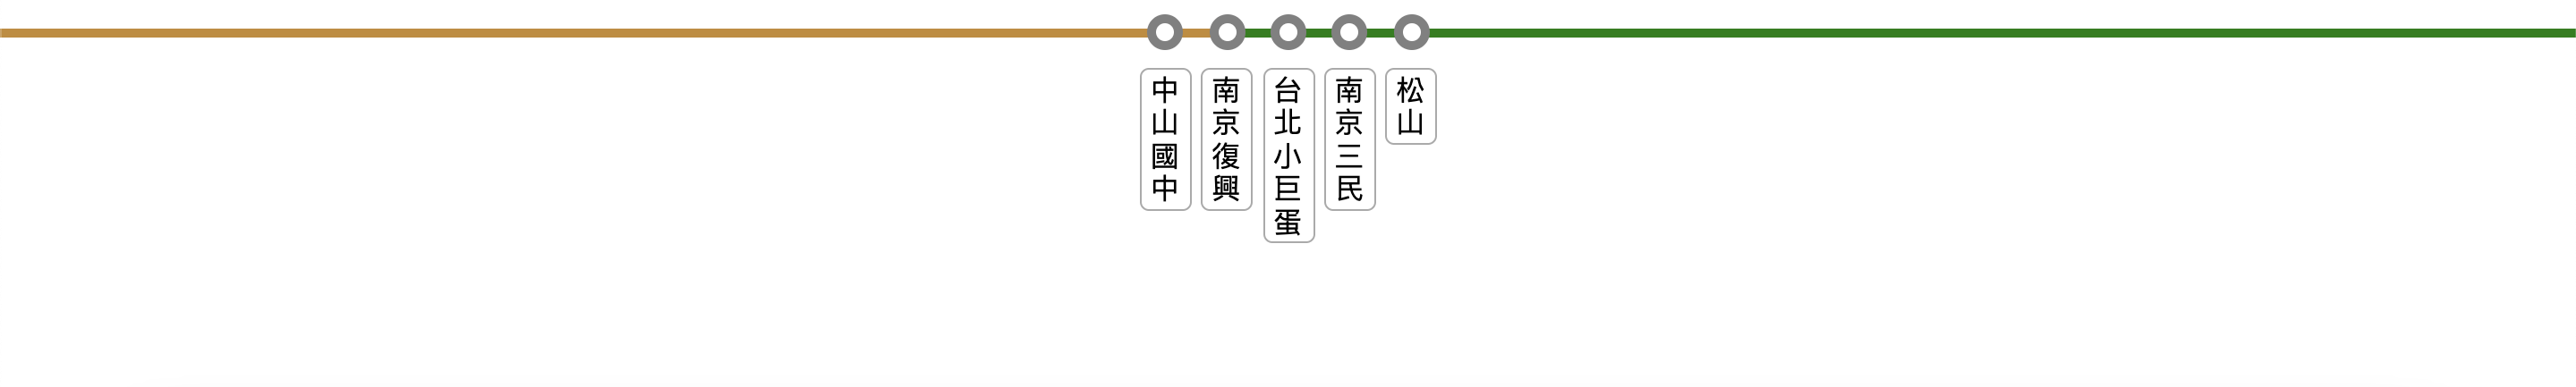 中山國中
南京復興
台北小巨蛋
南京三民
松山